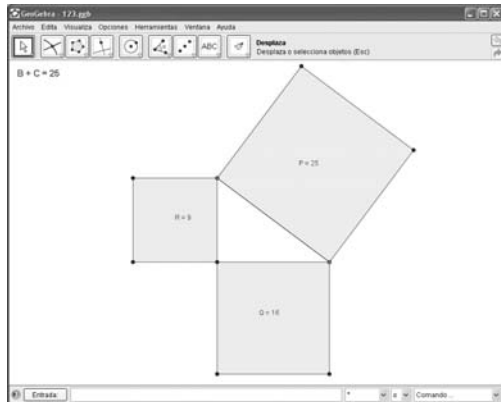 GeoGebra - 123.ggb
Archivo Edita Visualiza Opciones Herramientas Ventana Ayuda
ABC
Desplaza
Desplaza o selecciona objetos (Esc)
B + C = 25
P = 25
R = 9
Q = 16
Entrada:
Comando ...